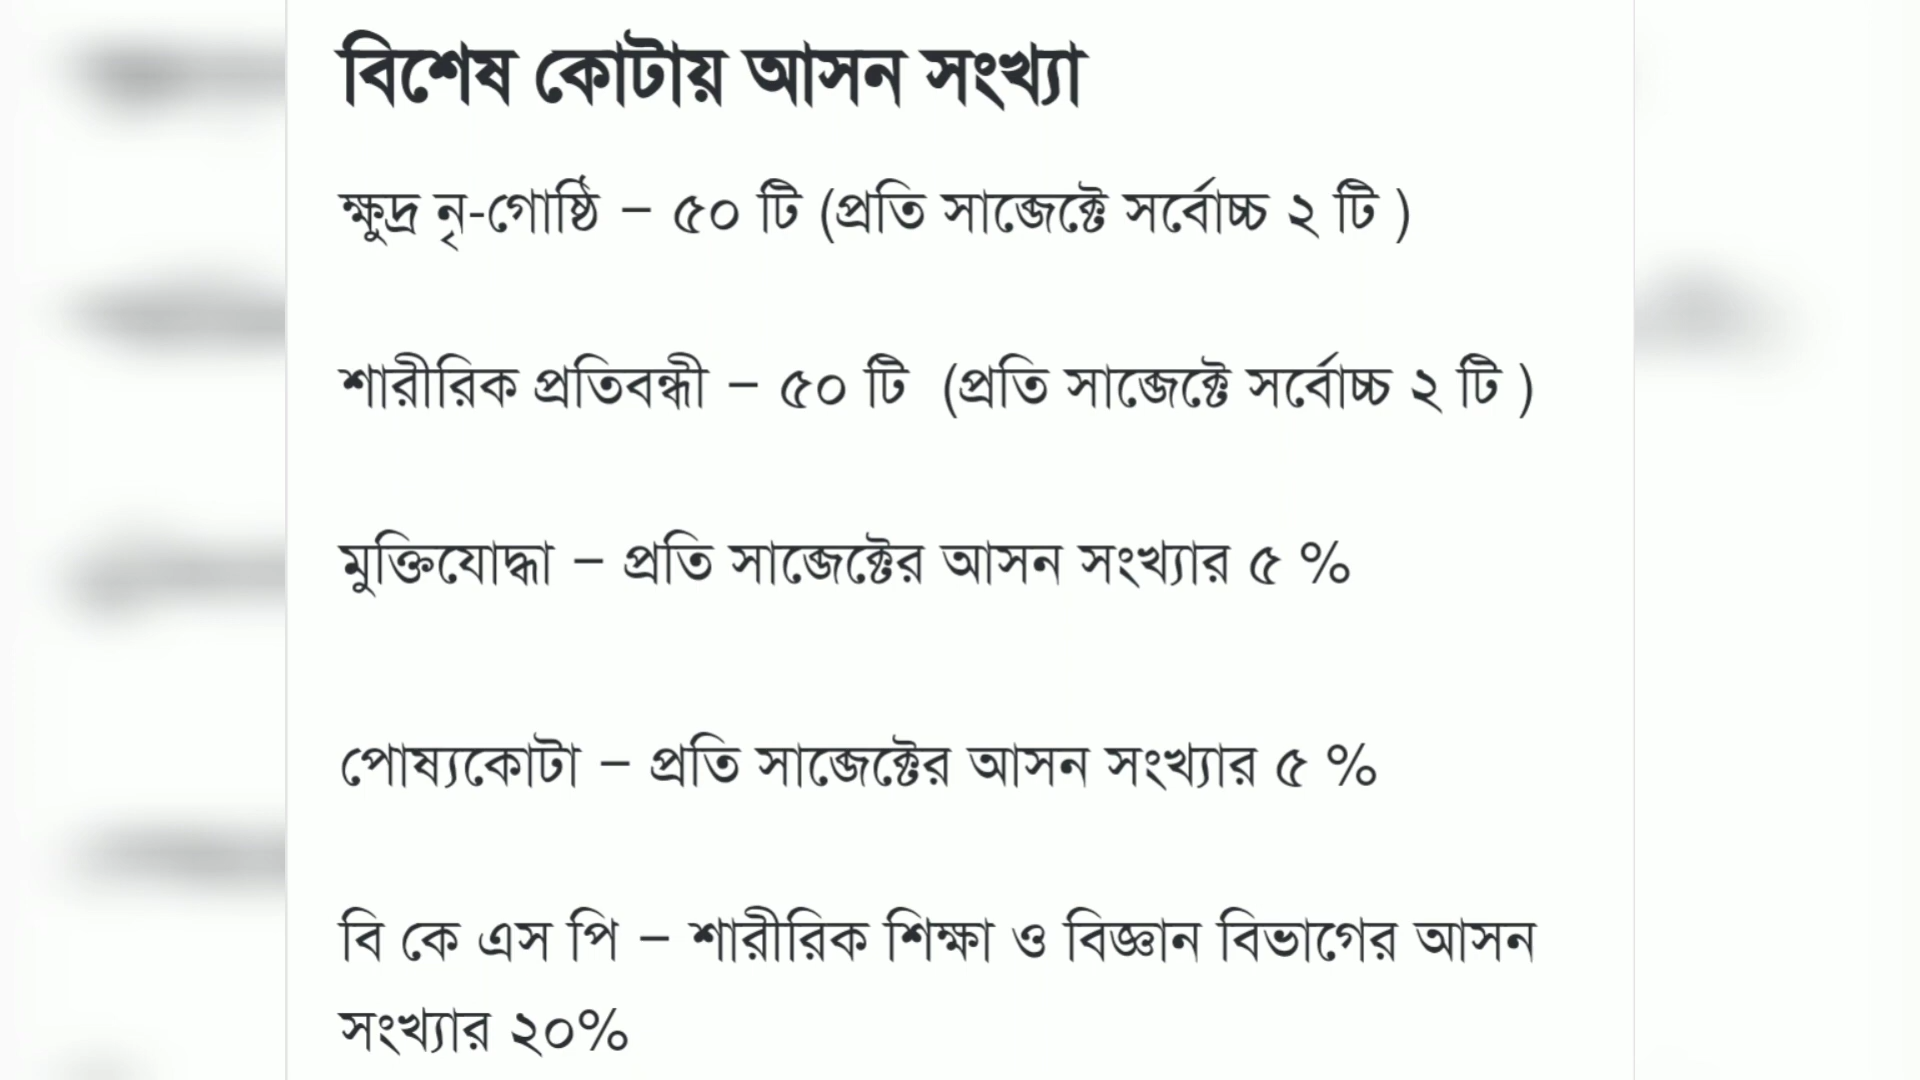 বিশেষ কোটায় আসন সংখ্যা
ক্ষুদ্র নৃ-গোষ্ঠি – ৫০ টি (প্রতি সাব্জেক্টে সর্বোচ্চ ২ টি )
শারীরিক প্রতিবন্ধী – ৫০ টি (প্রতি সাব্জেক্টে সর্বোচ্চ ২ টি )
মুক্তিযোদ্ধা – প্রতি সাব্জেক্টের আসন সংখ্যার ৫ %
পোষ্যকোটা – প্রতি সাব্জেক্টের আসন সংখ্যার ৫ %
বি কে এস পি – শারীরিক শিক্ষা ও বিজ্ঞান বিভাগের আসন
সংখ্যার ২০%